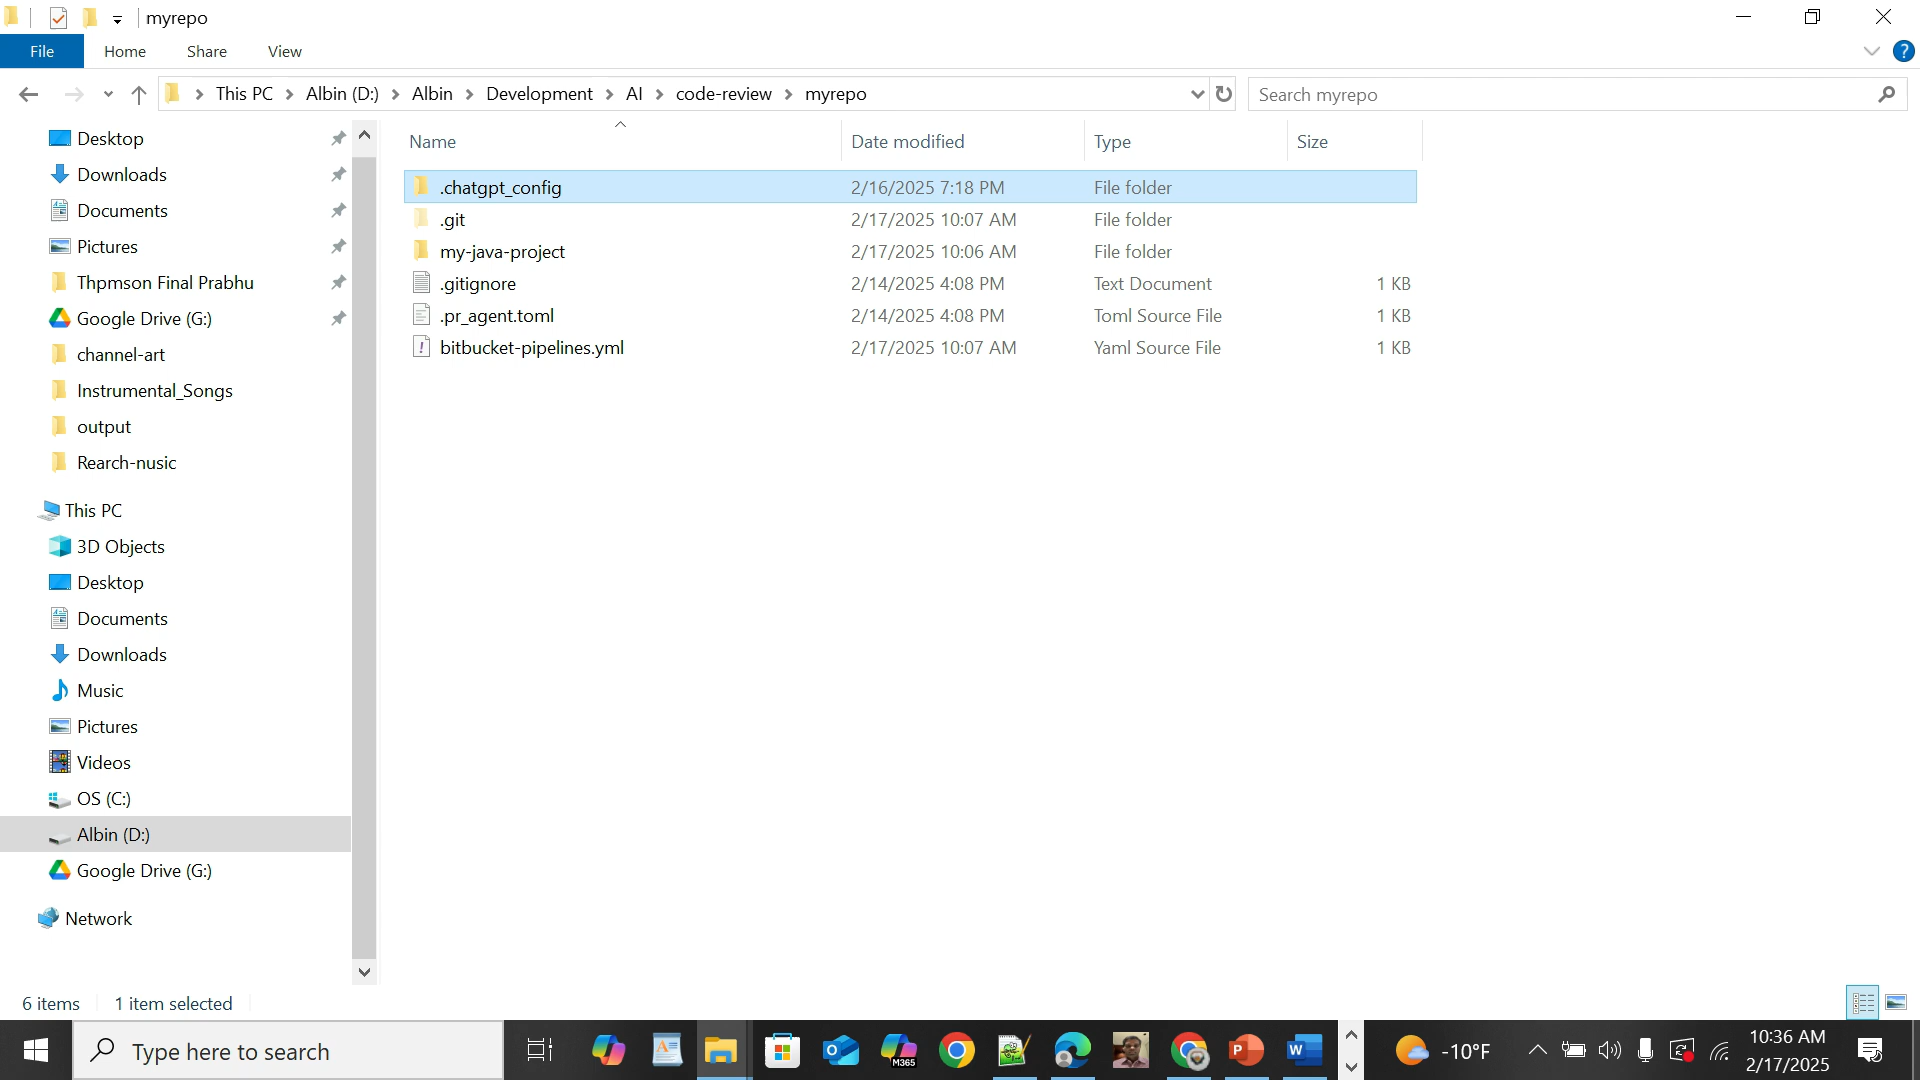 myrepo
File Home Share View
This PC Albin (D:) Albin Development AI code-review myrepo
Search myrepo
Name Date modified Type Size
.chatgpt_config 2/16/2025 7:18 PM File folder
.git 2/17/2025 10:07 AM File folder
my-java-project 2/17/2025 10:06 AM File folder
.gitignore 2/14/2025 4:08 PM Text Document 1 KB
.pr_agent.toml 2/14/2025 4:08 PM Toml Source File 1 KB
bitbucket-pipelines.yml 2/17/2025 10:07 AM Yaml Source File 1 KB
Desktop
Downloads
Documents
Pictures
Thpmson Final Prabhu
Google Drive (G:)
channel-art
Instrumental_Songs
output
Rearch-nusic
This PC
3D Objects
Desktop
Documents
Downloads
Music
Pictures
Videos
OS (C:)
Albin (D:)
Google Drive (G:)
Network
6 items 1 item selected
Type here to search
M365
-10°F
10:36 AM
2/17/2025